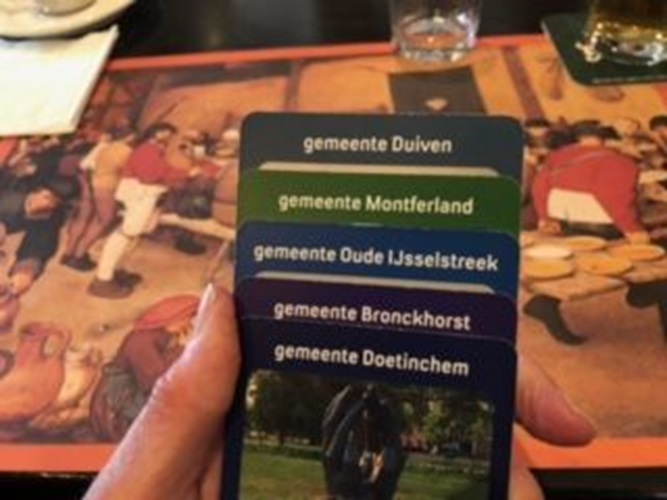 gemeente Duiven
gemeente Montferland
gemeente Oude IJsselstreek
gemeente Bronckhorst
gemeente Doetinchem